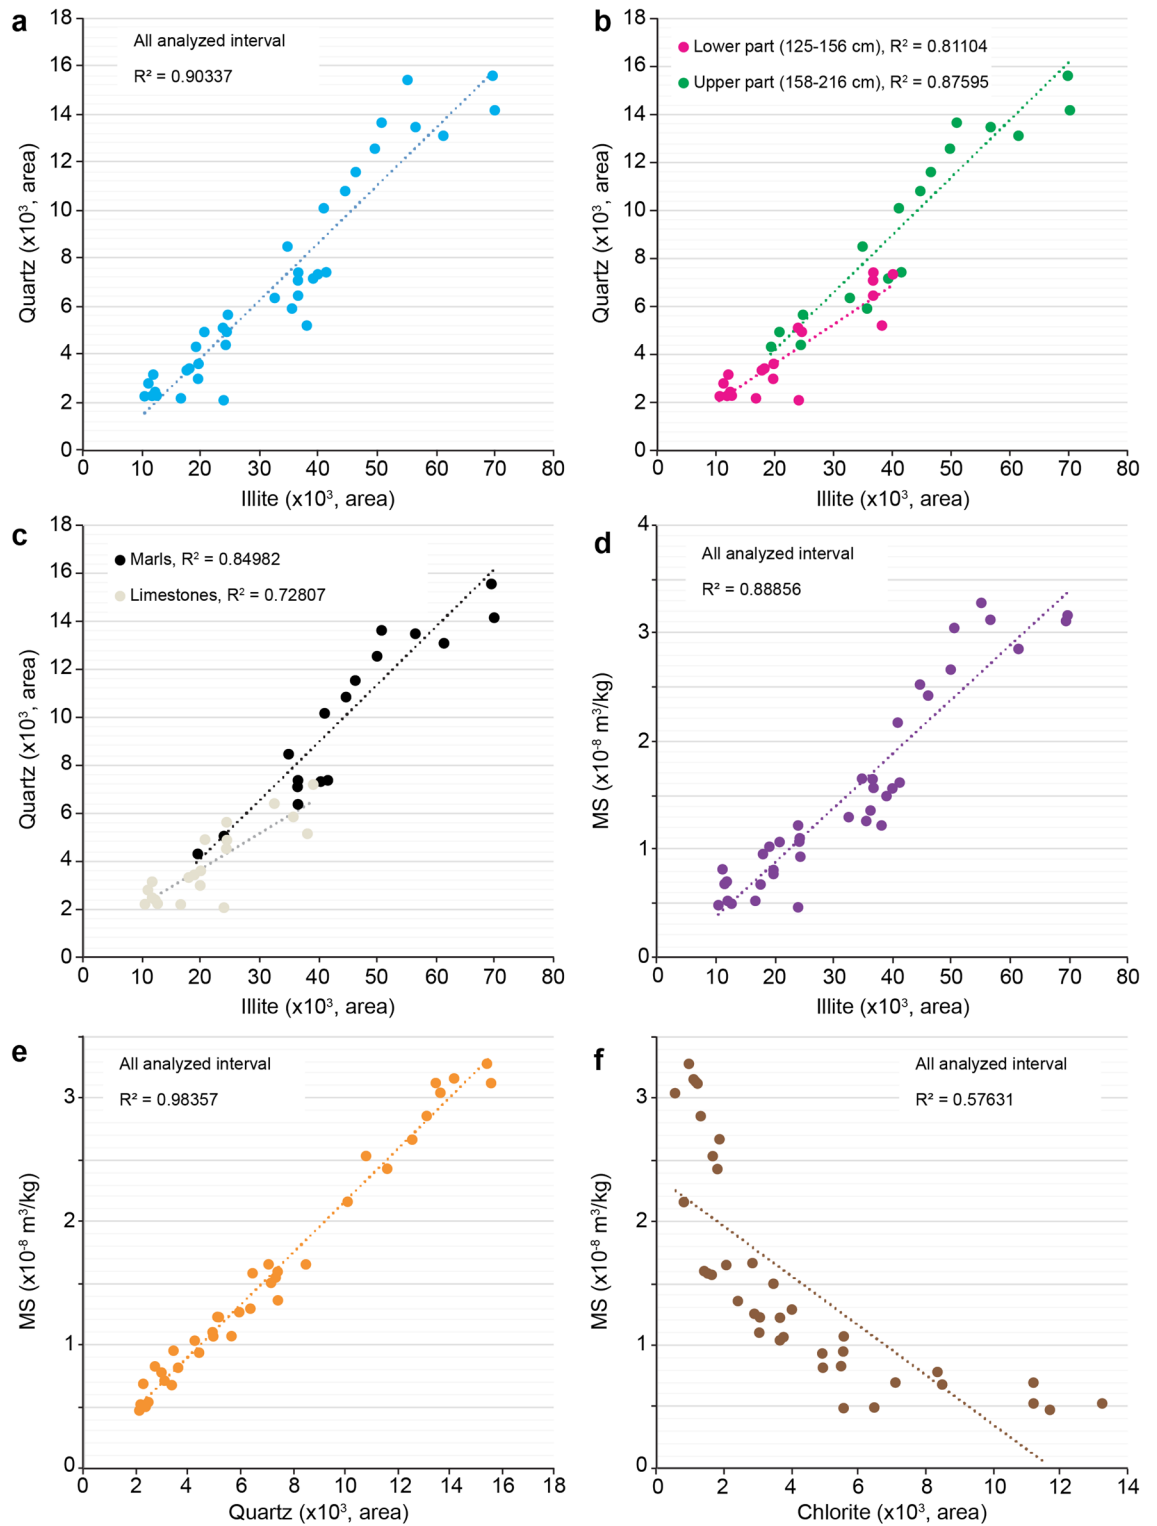 a
All analyzed interval
R² = 0.90337
18
16
14
12
10
8
6
4
2
0
Quartz (x10³, area)
0 10 20 30 40 50 60 70 80
Illite (x10³, area)
b
Lower part (125-156 cm), R² = 0.81104
Upper part (158-216 cm), R² = 0.87595
18
16
14
12
10
8
6
4
2
0
Quartz (x10³, area)
0 10 20 30 40 50 60 70 80
Illite (x10³, area)
c
Marls, R² = 0.84982
Limestones, R² = 0.72807
18
16
14
12
10
8
6
4
2
0
Quartz (x10³, area)
0 10 20 30 40 50 60 70 80
Illite (x10³, area)
d
All analyzed interval
R² = 0.88856
4
3
2
1
0
MS (x10⁻⁸ m³/kg)
0 10 20 30 40 50 60 70 80
Illite (x10³, area)
e
All analyzed interval
R² = 0.98357
3
2
1
0
MS (x10⁻⁸ m³/kg)
0 2 4 6 8 10 12 14 16 18
Quartz (x10³, area)
f
All analyzed interval
R² = 0.57631
3
2
1
0
MS (x10⁻⁸ m³/kg)
0 2 4 6 8 10 12 14
Chlorite (x10³, area)